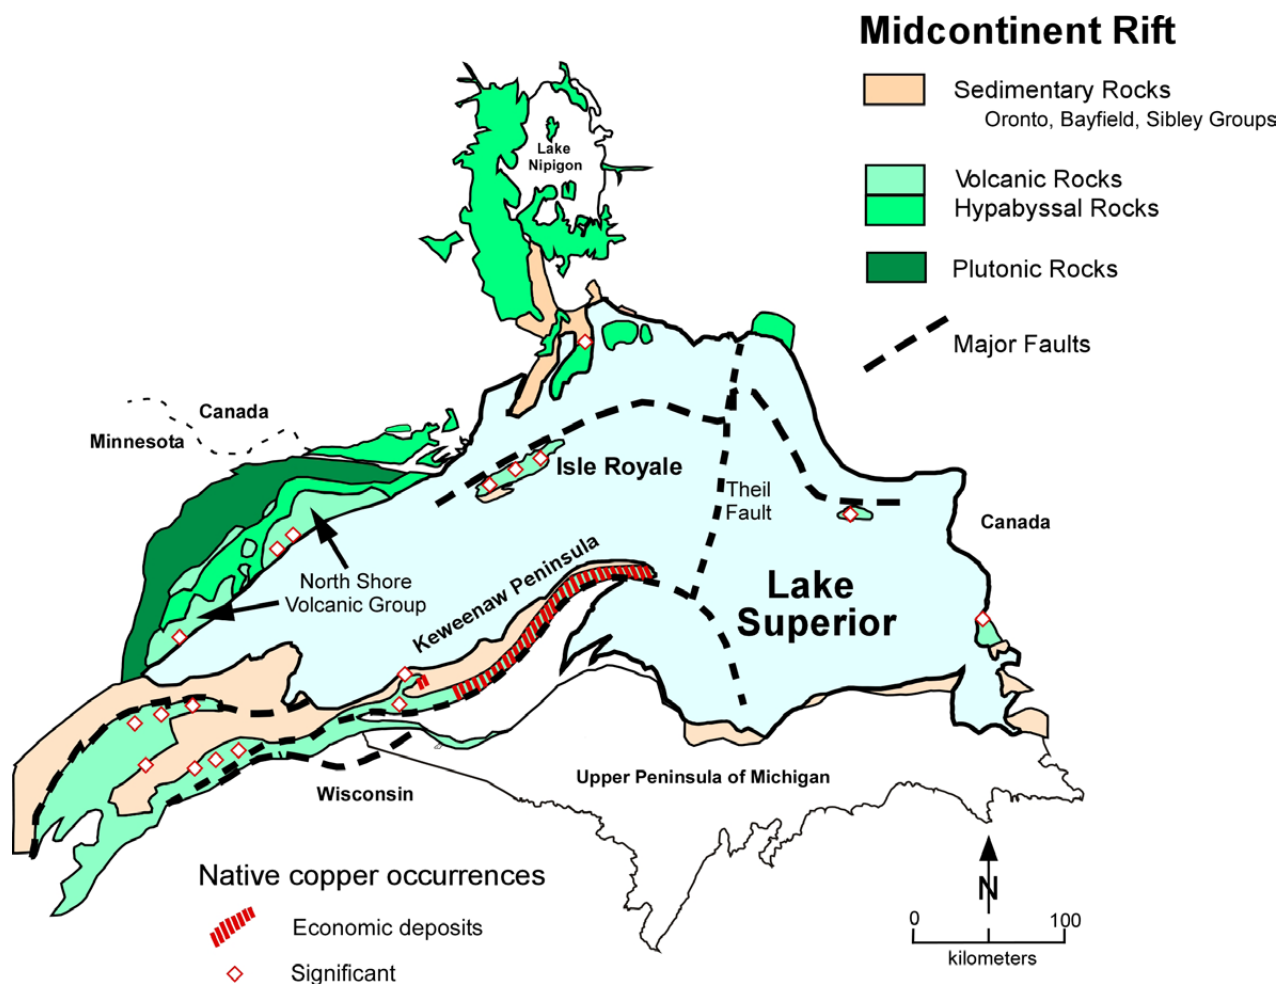 Midcontinent Rift
Sedimentary Rocks
Oronto, Bayfield, Sibley Groups
Volcanic Rocks
Hypabyssal Rocks
Plutonic Rocks
Major Faults
Lake
Nipigon
Canada
Minnesota
Isle Royale
Theil
Fault
Canada
North Shore
Volcanic Group
Keweenaw Peninsula
Lake
Superior
Upper Peninsula of Michigan
Wisconsin
Native copper occurrences
Economic deposits
Significant
N
0 100
kilometers